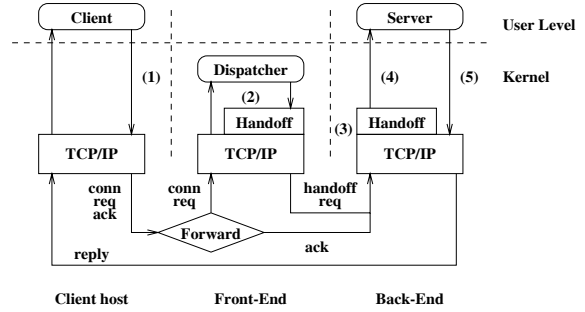 Client
Server
User Level
(1)
Dispatcher
(4)
(5)
Kernel
(2)
Handoff
(3)
Handoff
TCP/IP
TCP/IP
TCP/IP
conn
req
ack
conn
req
handoff
req
Forward
ack
reply
Client host
Front-End
Back-End